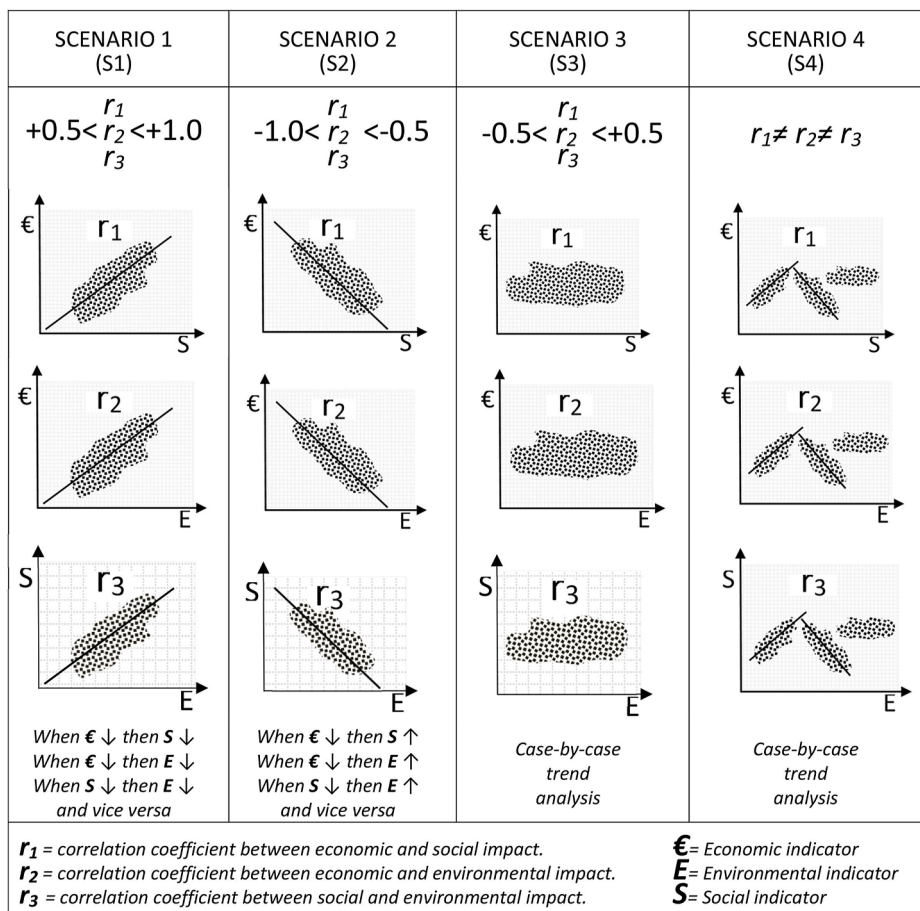 SCENARIO 1
(S1)
r₁
+0.5< r₂ <+1.0
r₃
€
r₁
S
€
r₂
E
S
r₃
E
When € ↓ then S ↓
When € ↓ then E ↓
When S ↓ then E ↓
and vice versa
SCENARIO 2
(S2)
r₁
-1.0< r₂ <-0.5
r₃
€
r₁
S
€
r₂
E
S
r₃
E
When € ↓ then S ↑
When € ↓ then E ↑
When S ↓ then E ↑
and vice versa
SCENARIO 3
(S3)
r₁
-0.5< r₂ <+0.5
r₃
€
r₁
S
€
r₂
E
S
r₃
E
Case-by-case
trend
analysis
SCENARIO 4
(S4)
r₁≠ r₂≠ r₃
€
r₁
S
€
r₂
E
S
r₃
E
Case-by-case
trend
analysis
r₁ = correlation coefficient between economic and social impact.
r₂ = correlation coefficient between economic and environmental impact.
r₃ = correlation coefficient between social and environmental impact.
€= Economic indicator
E= Environmental indicator
S= Social indicator